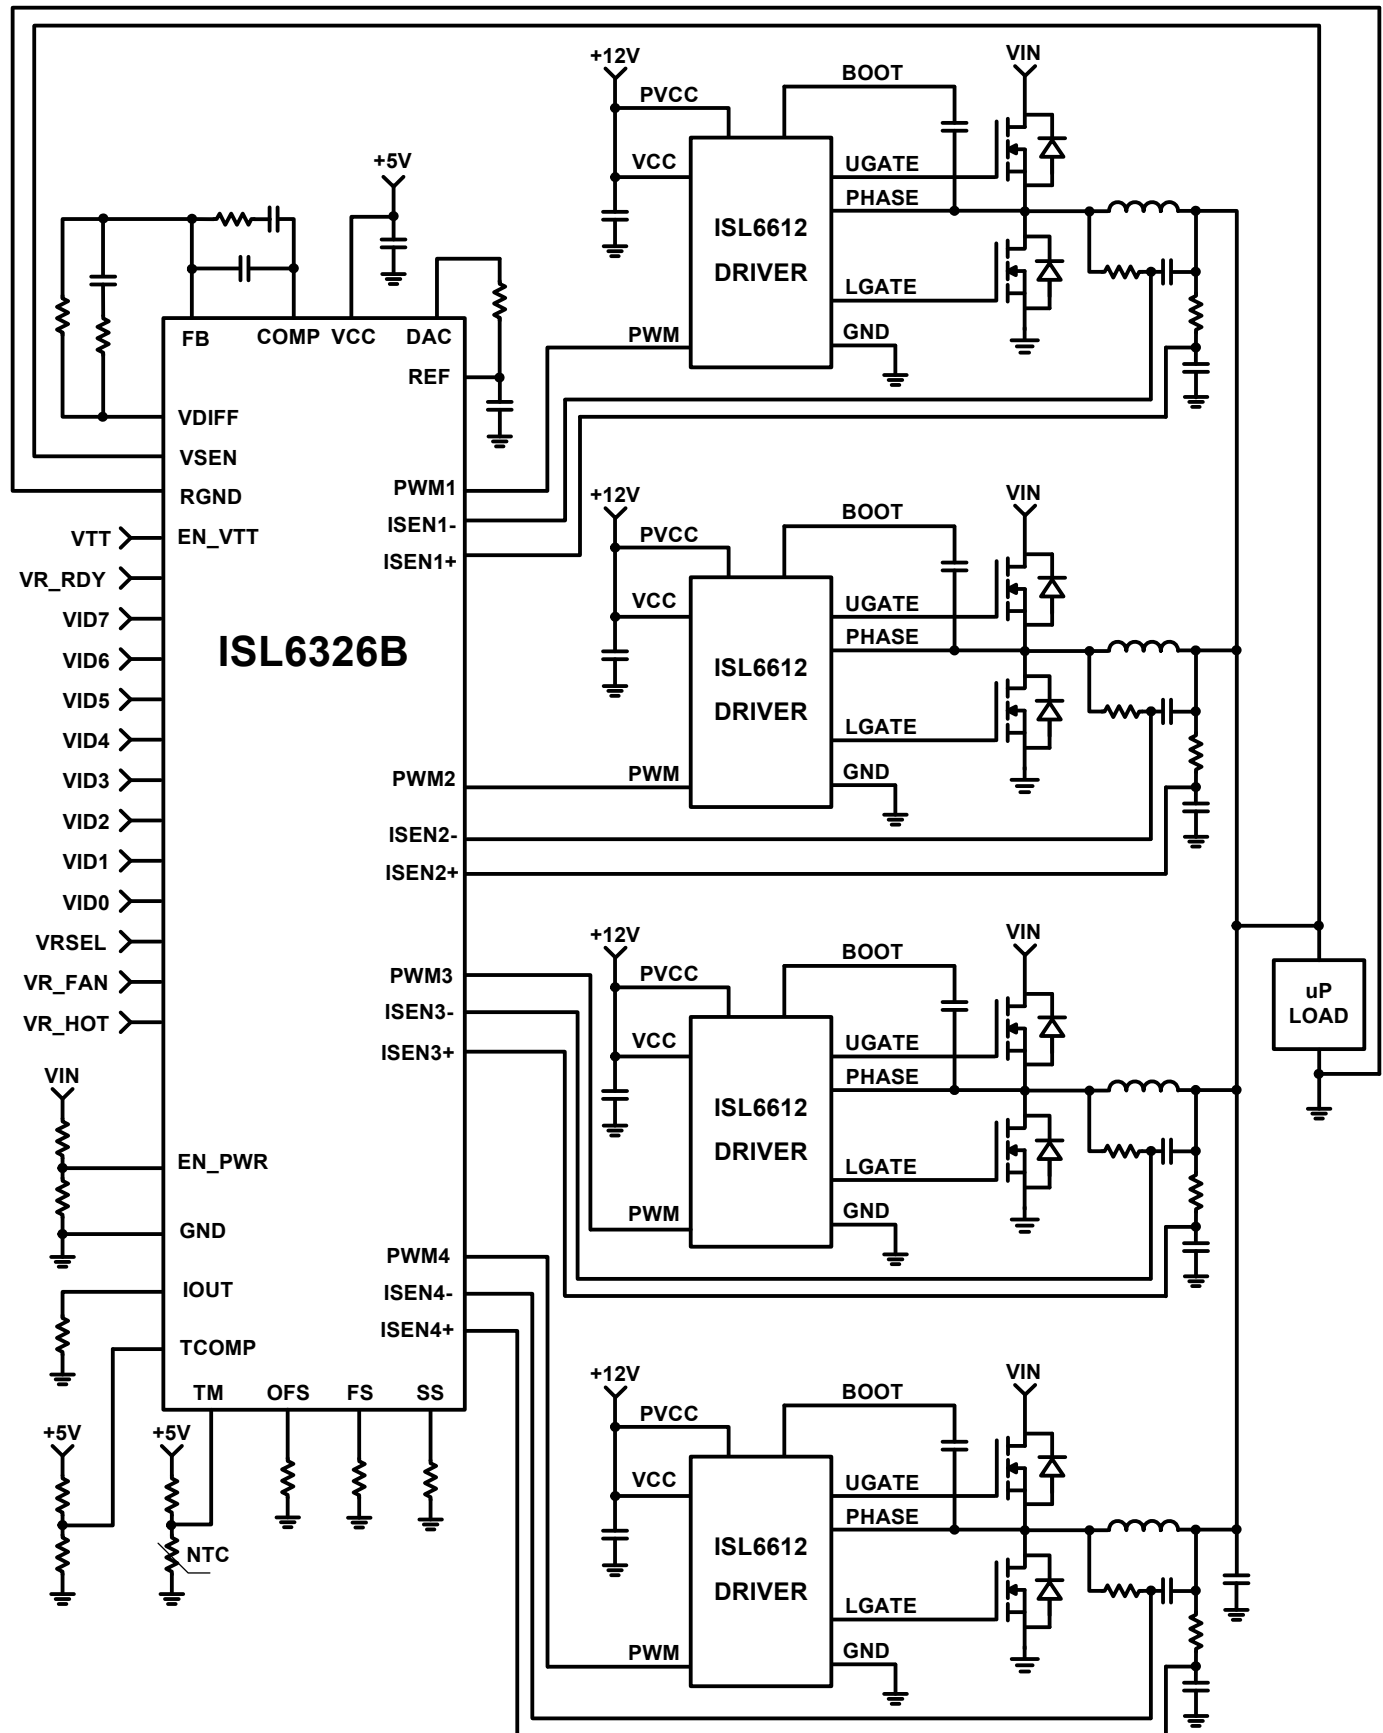 +12V
PVCC
VCC
BOOT
VIN
UGATE
PHASE
ISL6612
DRIVER
LGATE
PWM
GND
+5V
FB
COMP
VCC
DAC
REF
VDIFF
VSEN
RGND
VTT
EN_VTT
VR_RDY
VID7
VID6
VID5
VID4
VID3
VID2
VID1
VID0
VRSEL
VR_FAN
VR_HOT
ISL6326B
PWM1
ISEN1-
ISEN1+
PWM2
ISEN2-
ISEN2+
PWM3
ISEN3-
ISEN3+
PWM4
ISEN4-
ISEN4+
VIN
EN_PWR
GND
IOUT
TCOMP
TM
OFS
FS
SS
+5V
+5V
NTC
+12V
PVCC
VCC
BOOT
VIN
UGATE
PHASE
ISL6612
DRIVER
LGATE
PWM
GND
+12V
PVCC
VCC
BOOT
VIN
UGATE
PHASE
ISL6612
DRIVER
LGATE
PWM
GND
uP
LOAD
+12V
PVCC
VCC
BOOT
VIN
UGATE
PHASE
ISL6612
DRIVER
LGATE
PWM
GND